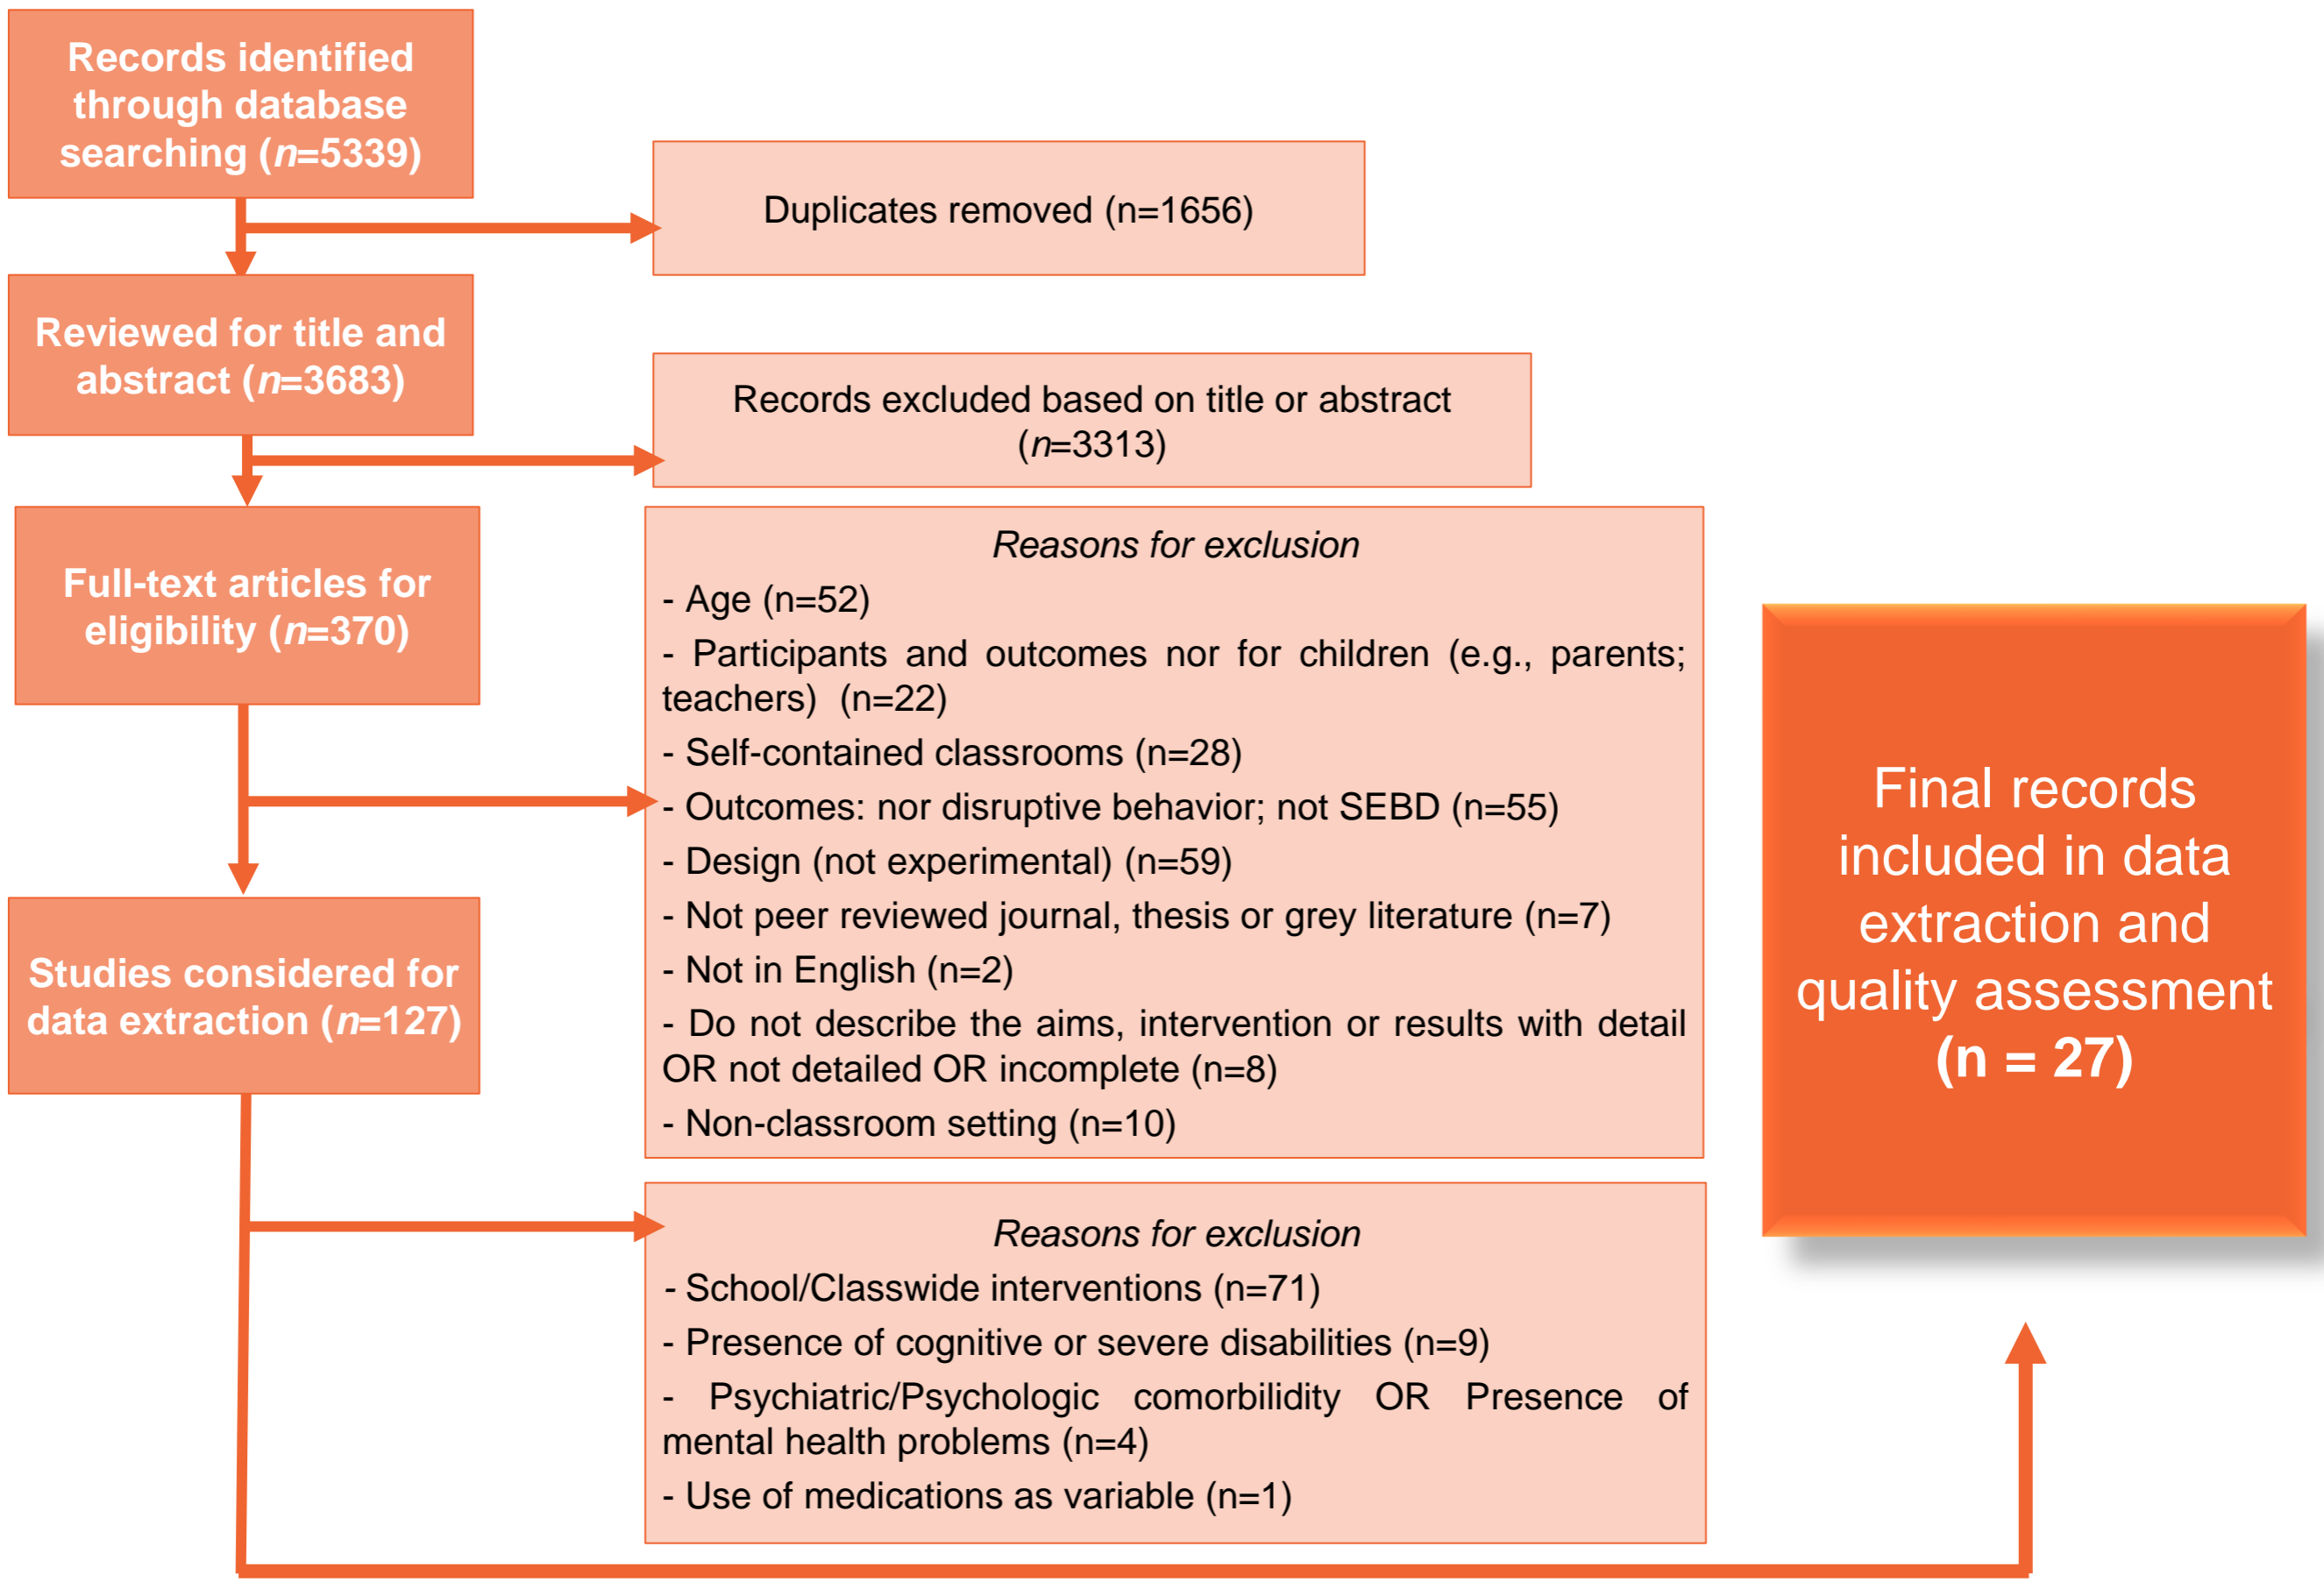 Records identified
through database
searching (n=5339)
Duplicates removed (n=1656)
Reviewed for title and
abstract (n=3683)
Records excluded based on title or abstract
(n=3313)
Full-text articles for
eligibility (n=370)
Reasons for exclusion
- Age (n=52)
- Participants and outcomes nor for children (e.g., parents;
teachers) (n=22)
- Self-contained classrooms (n=28)
- Outcomes: nor disruptive behavior; not SEBD (n=55)
- Design (not experimental) (n=59)
- Not peer reviewed journal, thesis or grey literature (n=7)
- Not in English (n=2)
- Do not describe the aims, intervention or results with detail
OR not detailed OR incomplete (n=8)
- Non-classroom setting (n=10)
Studies considered for
data extraction (n=127)
Reasons for exclusion
- School/Classwide interventions (n=71)
- Presence of cognitive or severe disabilities (n=9)
- Psychiatric/Psychologic comorbilidity OR Presence of
mental health problems (n=4)
- Use of medications as variable (n=1)
Final records
included in data
extraction and
quality assessment
(n = 27)